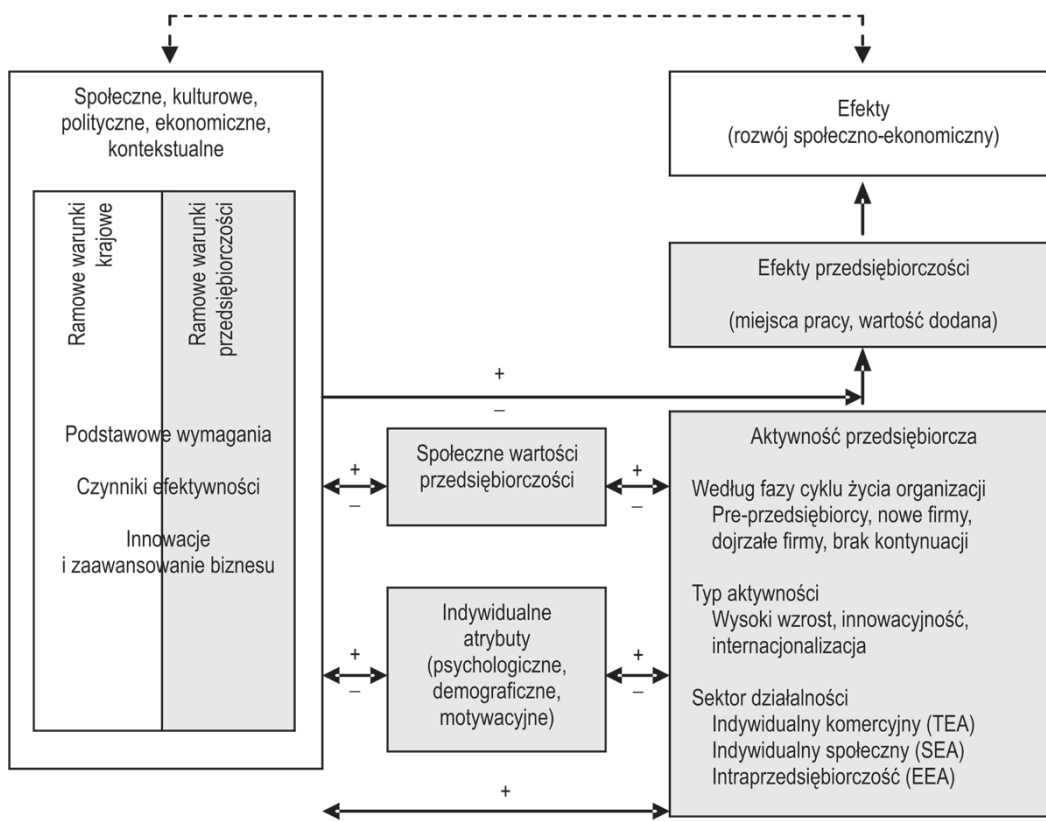 Społeczne, kulturowe,
polityczne, ekonomiczne,
kontekstualne
Ramowe warunki
krajowe
Ramowe warunki
przedsiębiorczości
Podstawowe wymagania
Czynniki efektywności
Innowacje
i zaawansowanie biznesu
Efekty
(rozwój społeczno-ekonomiczny)
Efekty przedsiębiorczości
(miejsca pracy, wartość dodana)
+
–
+
–
Społeczne wartości
przedsiębiorczości
+
–
+
–
Indywidualne
atrybuty
(psychologiczne,
demograficzne,
motywacyjne)
+
–
+
Aktywność przedsiębiorcza
Według fazy cyklu życia organizacji
Pre-przedsiębiorcy, nowe firmy,
dojrzałe firmy, brak kontynuacji
Typ aktywności
Wysoki wzrost, innowacyjność,
internacjonalizacja
Sektor działalności
Indywidualny komercyjny (TEA)
Indywidualny społeczny (SEA)
Intraprzedsiębiorczość (EEA)